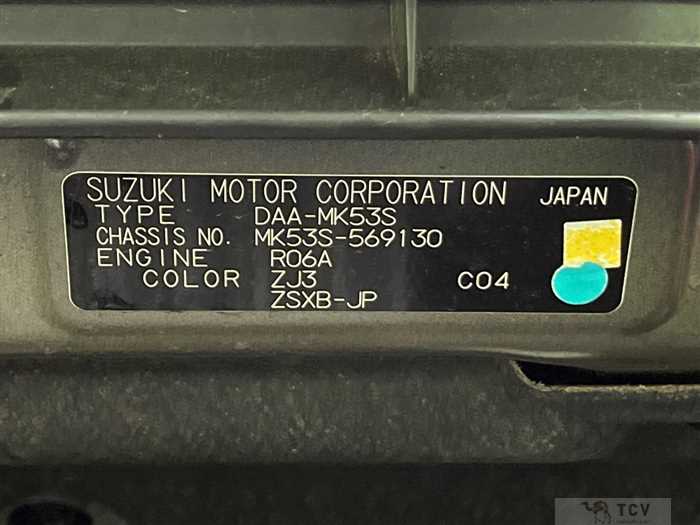 SUZUKI MOTOR CORPORATION JAPAN
TYPE DAA-MK53S
CHASSIS NO. MK53S-569130
ENGINE R06A
COLOR ZJ3 C04
ZSXB-JP
TCV